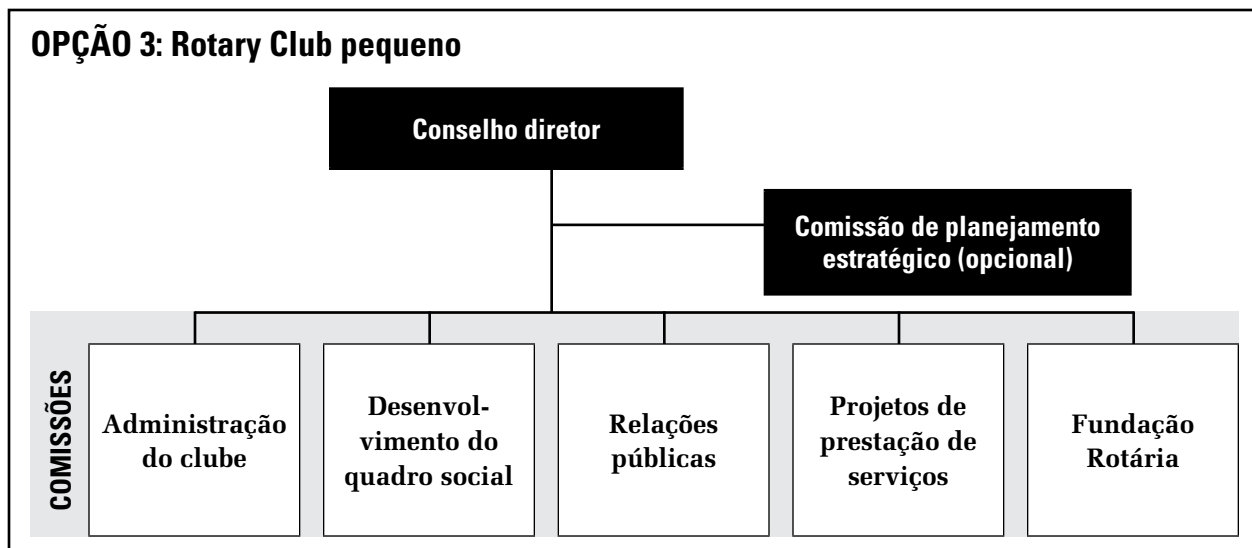 OPÇÃO 3: Rotary Club pequeno
Conselho diretor
Comissão de planejamento
estratégico (opcional)
COMISSÕES
Administração
do clube
Desenvol-
vimento do
quadro social
Relações
públicas
Projetos de
prestação de
serviços
Fundação
Rotária